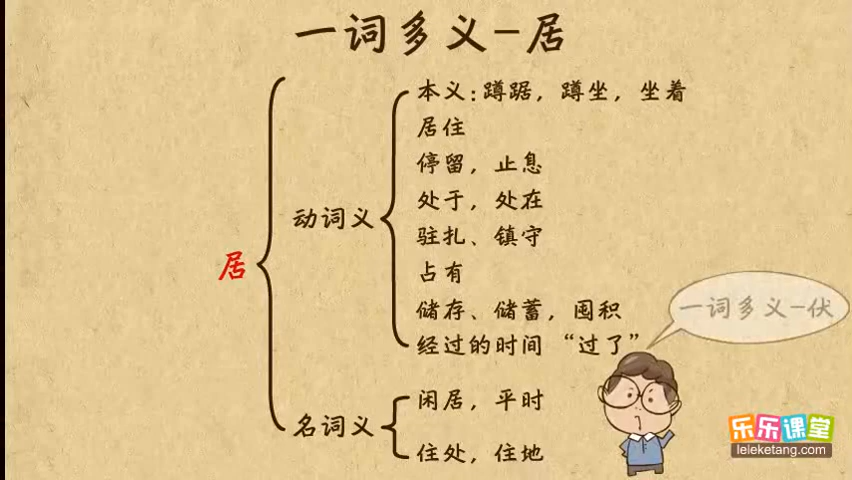 一词多义-居
本义：蹲踞，蹲坐，坐着
居住
停留，止息
处于，处在
动词义
驻扎、镇守
居
占有
储存、储蓄，囤积
一词多义-伏
经过的时间 “过了”
闲居，平时
名词义
住处，住地
乐乐课堂
leleketang.com